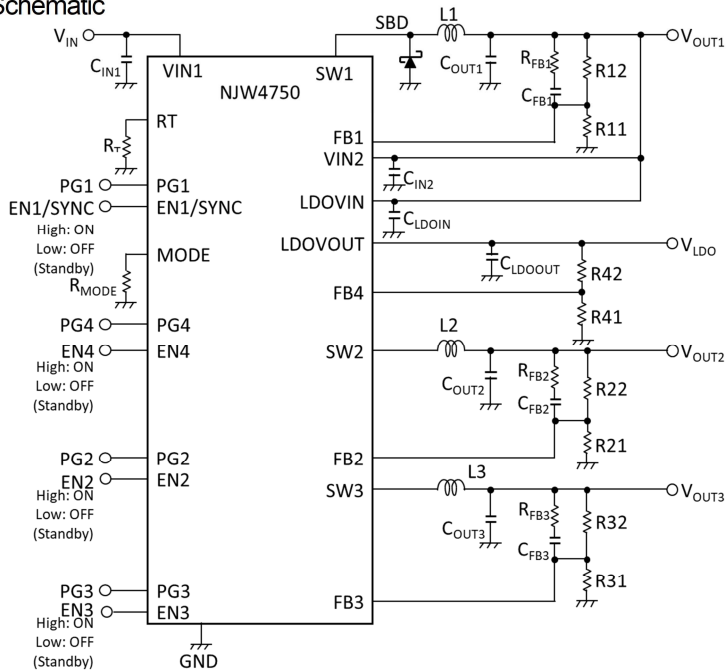 Schematic
SBD
L1
VIN
VOUT1
CIN1
VIN1
SW1
COUT1
RFB1
R12
NJW4750
CFB1
RT
RT
R11
FB1
VIN2
PG1
PG1
CIN2
EN1/SYNC
EN1/SYNC
LDOVIN
CLDOIN
High: ON
Low: OFF
(Standby)
MODE
LDOVOUT
VLDO
CLDOOUT
R42
RMODE
FB4
R41
PG4
PG4
L2
EN4
EN4
SW2
VOUT2
High: ON
Low: OFF
(Standby)
COUT2
RFB2
R22
CFB2
R21
PG2
PG2
FB2
L3
EN2
EN2
SW3
VOUT3
High: ON
Low: OFF
(Standby)
COUT3
RFB3
R32
CFB3
R31
PG3
PG3
FB3
EN3
EN3
High: ON
Low: OFF
(Standby)
GND